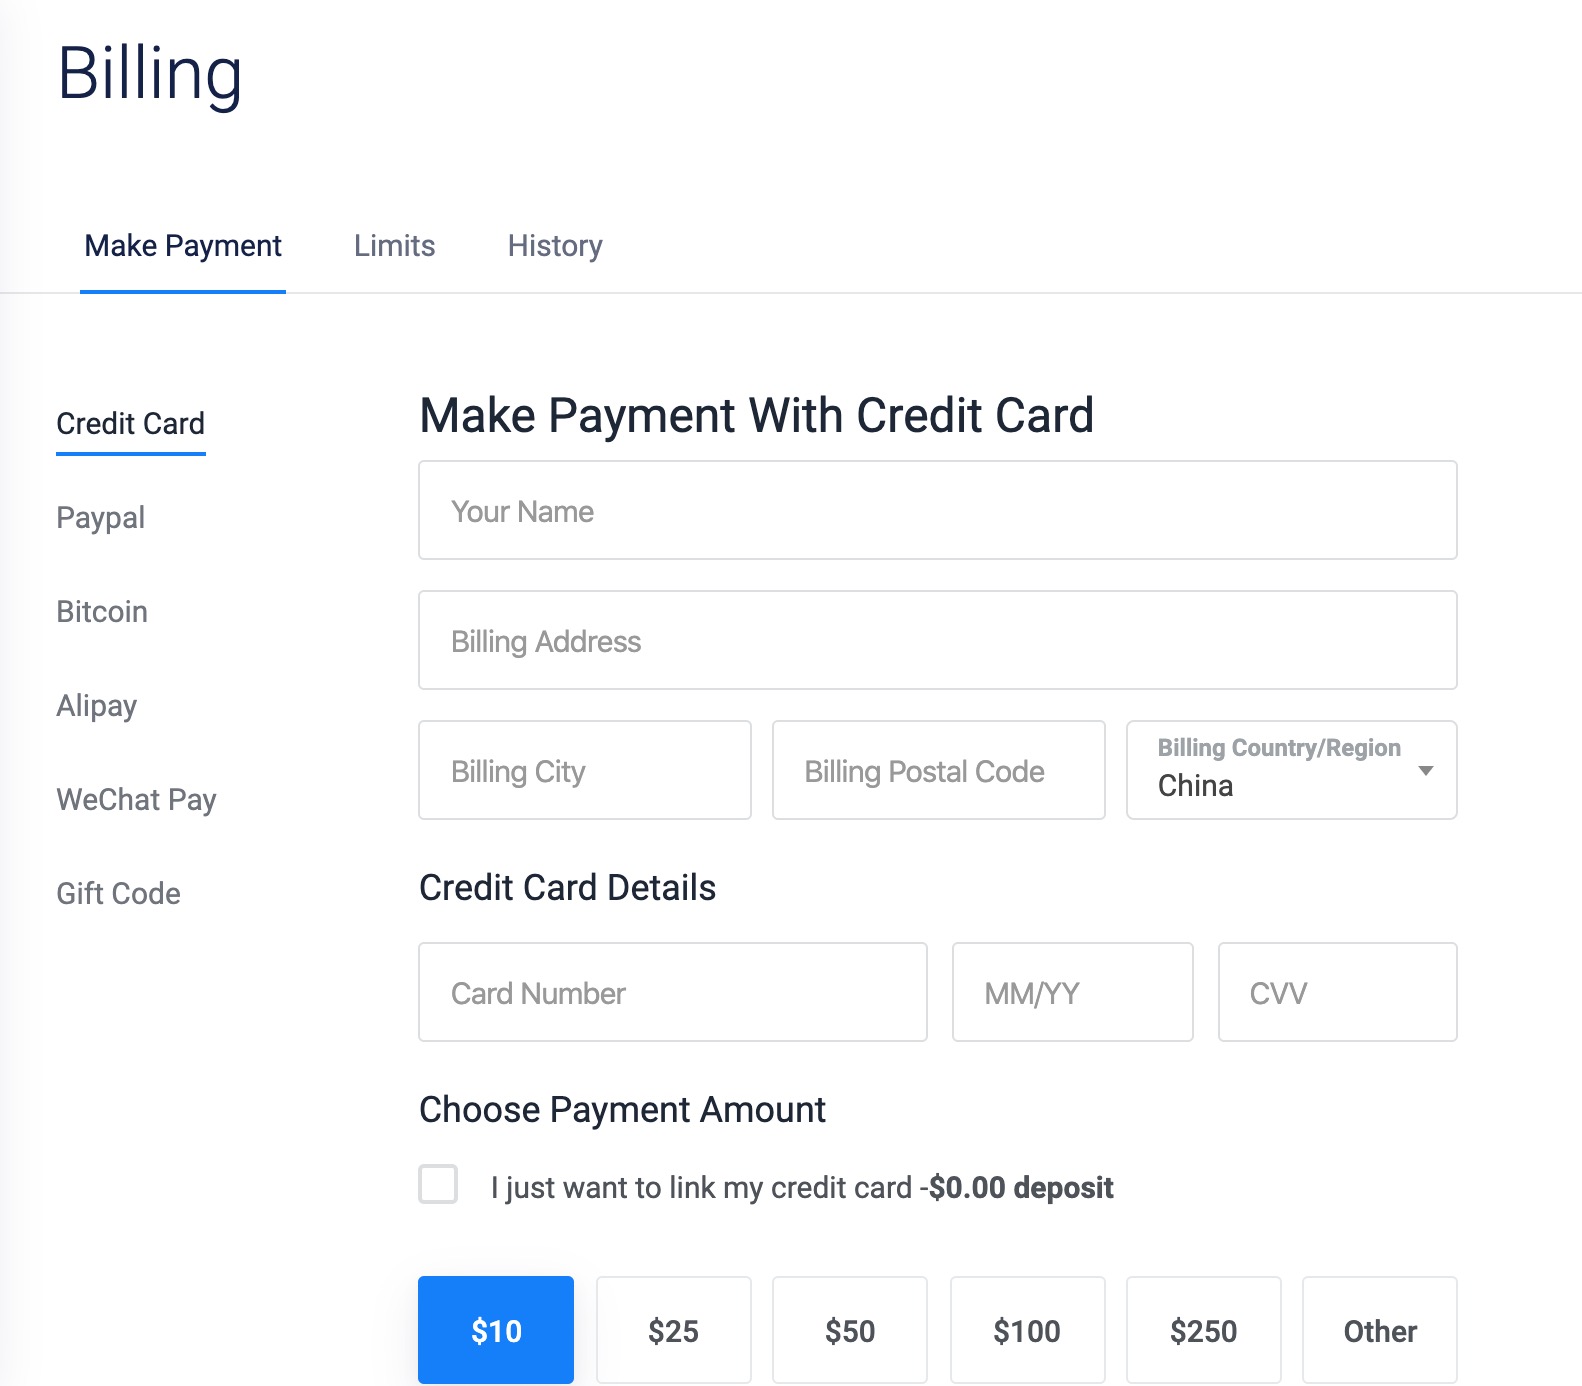 Billing
Make Payment Limits History
Credit Card
Paypal
Bitcoin
Alipay
WeChat Pay
Gift Code
Make Payment With Credit Card
Your Name
Billing Address
Billing City
Billing Postal Code
Billing Country/Region
China
Credit Card Details
Card Number MM/YY CVV
Choose Payment Amount
I just want to link my credit card -$0.00 deposit
$10 $25 $50 $100 $250 Other